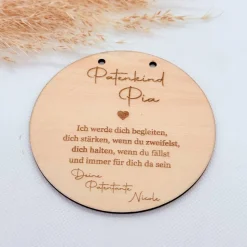 Patenkind
Pia
Ich werde dich begleiten,
dich stärken, wenn du zweifelst,
dich halten, wenn du fällst
und immer für dich da sein
Deine
Patentante
Nicole